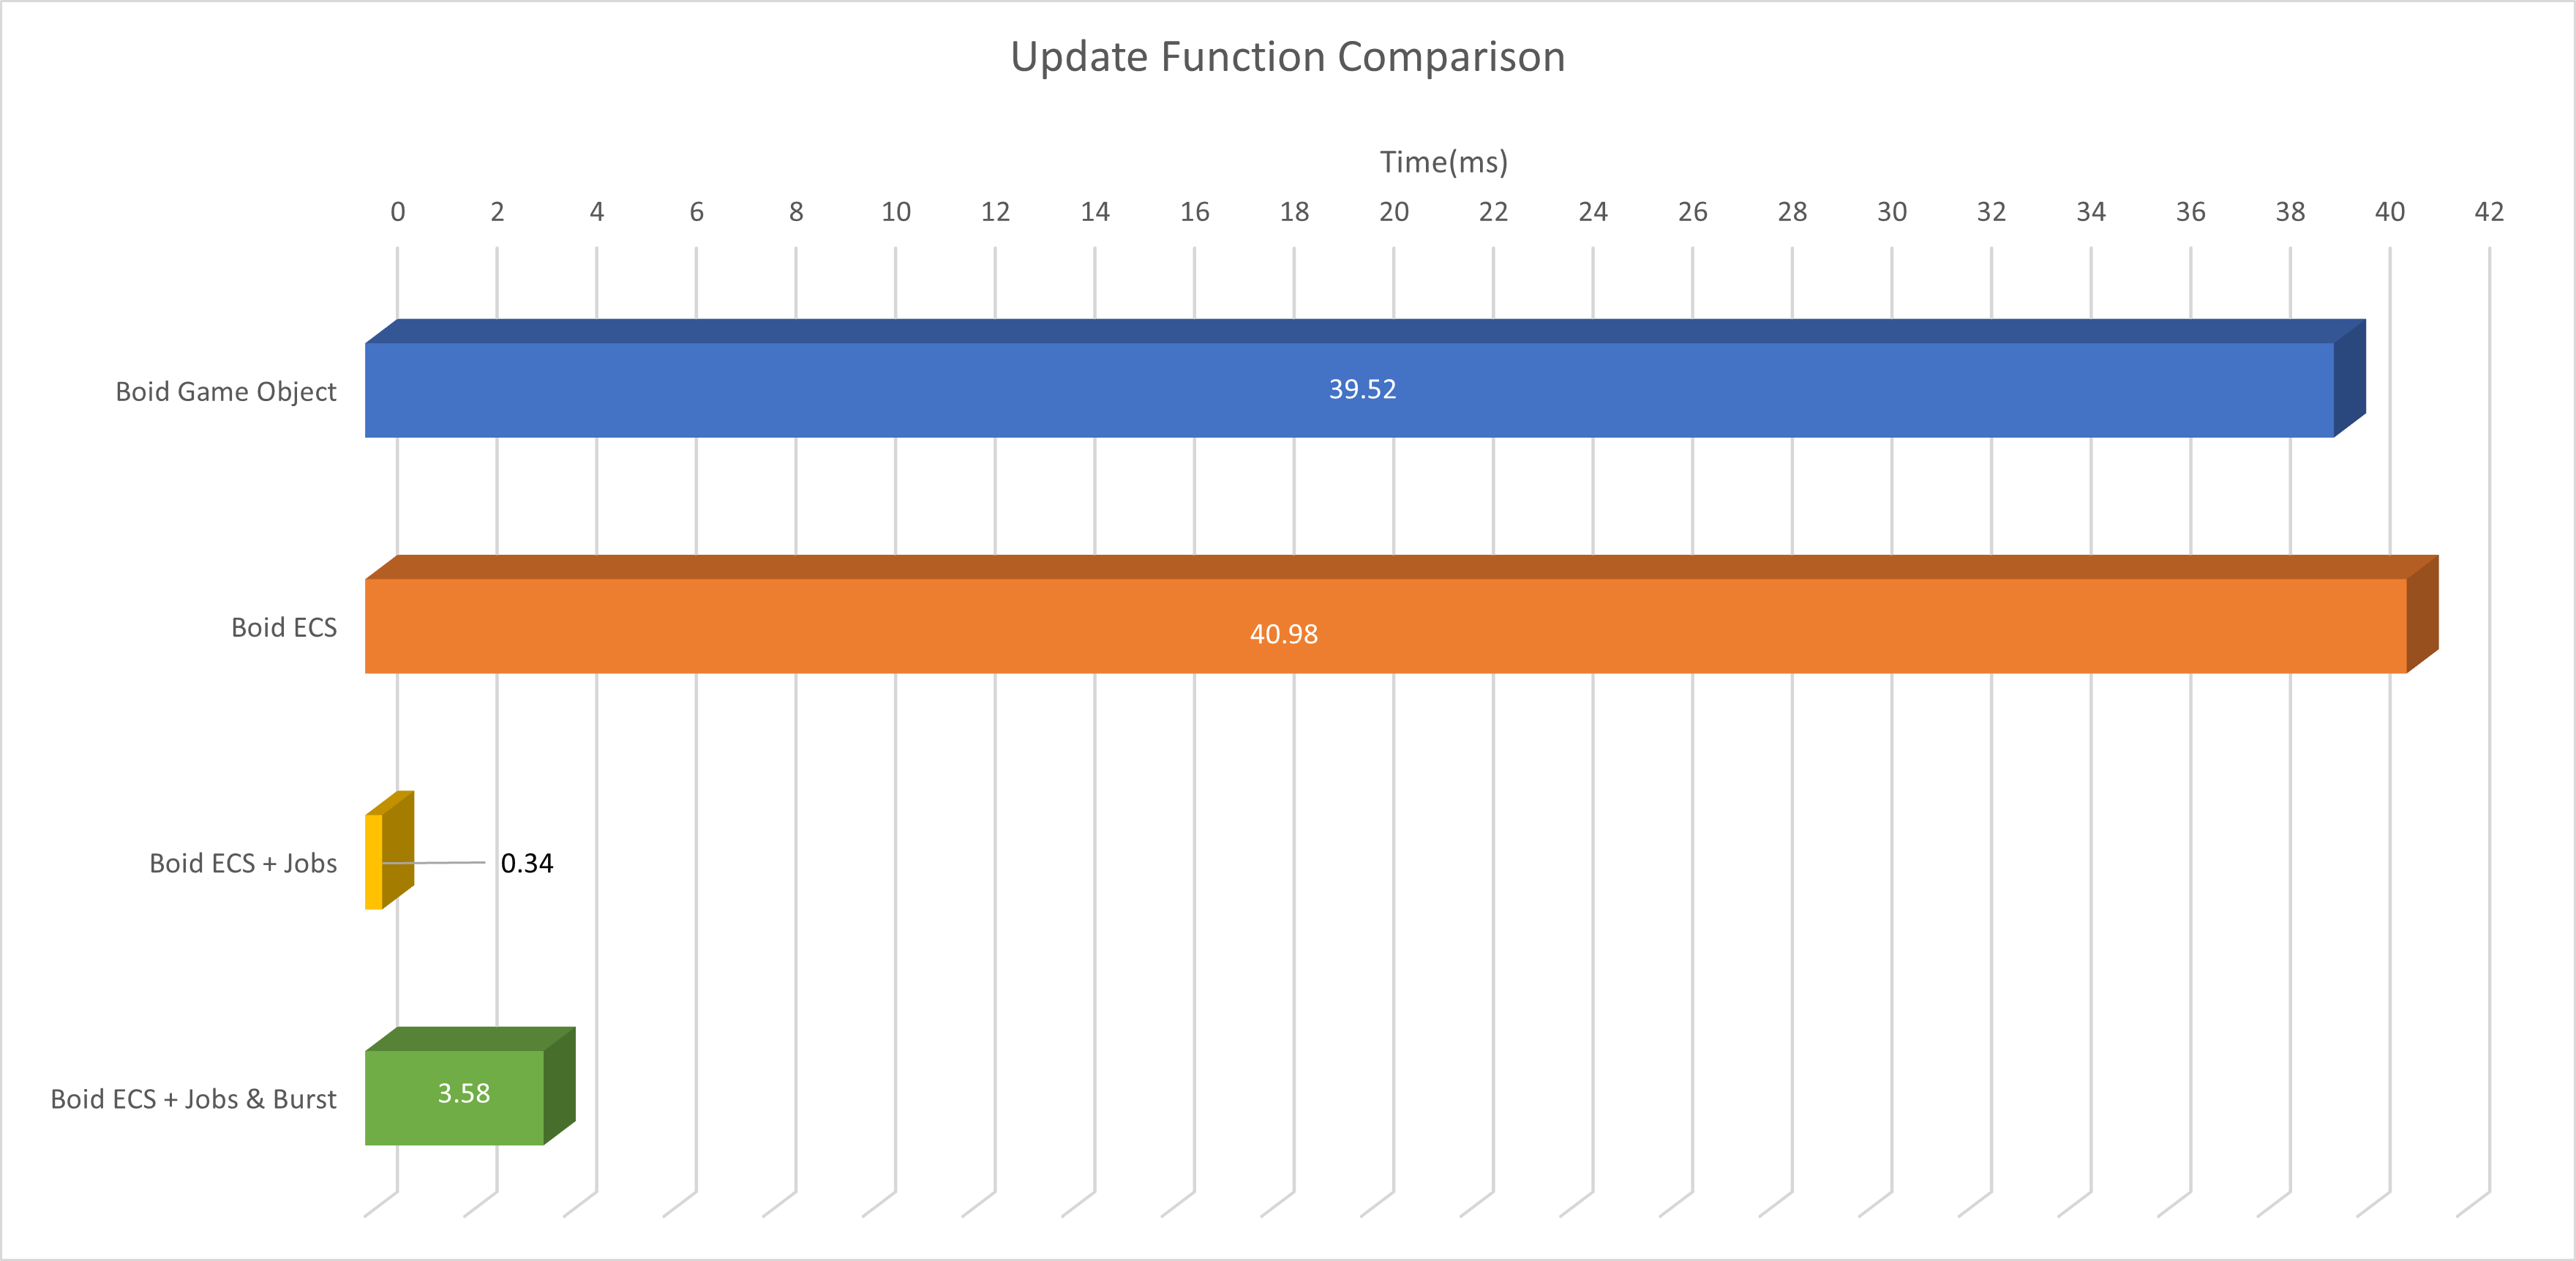 Update Function Comparison
Time(ms)
0 2 4 6 8 10 12 14 16 18 20 22 24 26 28 30 32 34 36 38 40 42
Boid Game Object
39.52
Boid ECS
40.98
Boid ECS + Jobs
0.34
Boid ECS + Jobs & Burst
3.58